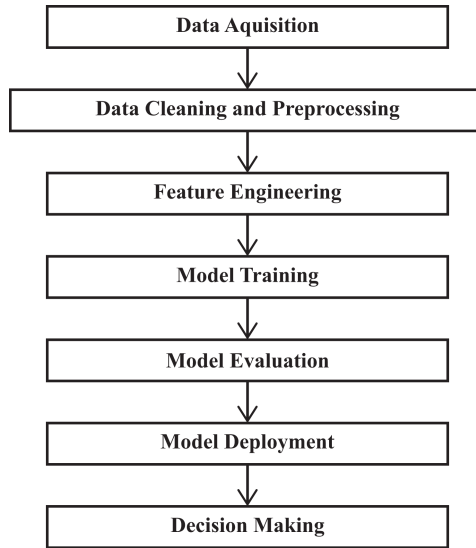 Data Aquisition
Data Cleaning and Preprocessing
Feature Engineering
Model Training
Model Evaluation
Model Deployment
Decision Making